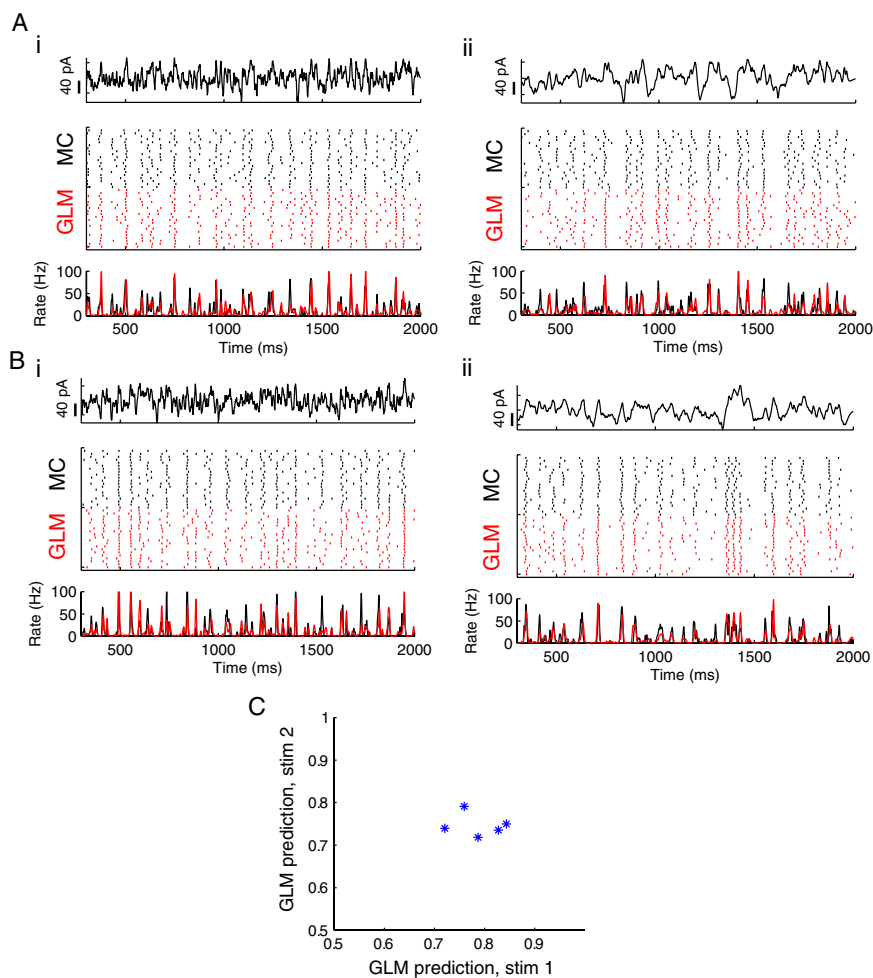 A
i
40 pA
MC
GLM
Rate (Hz)
100
50
0
500 1000 1500 2000
Time (ms)
ii
40 pA
MC
GLM
Rate (Hz)
100
50
0
500 1000 1500 2000
Time (ms)
B
i
40 pA
MC
GLM
Rate (Hz)
100
50
0
500 1000 1500 2000
Time (ms)
ii
40 pA
MC
GLM
Rate (Hz)
100
50
0
500 1000 1500 2000
Time (ms)
C
GLM prediction, stim 2
1
0.9
0.8
0.7
0.6
0.5
0.5 0.6 0.7 0.8 0.9
GLM prediction, stim 1